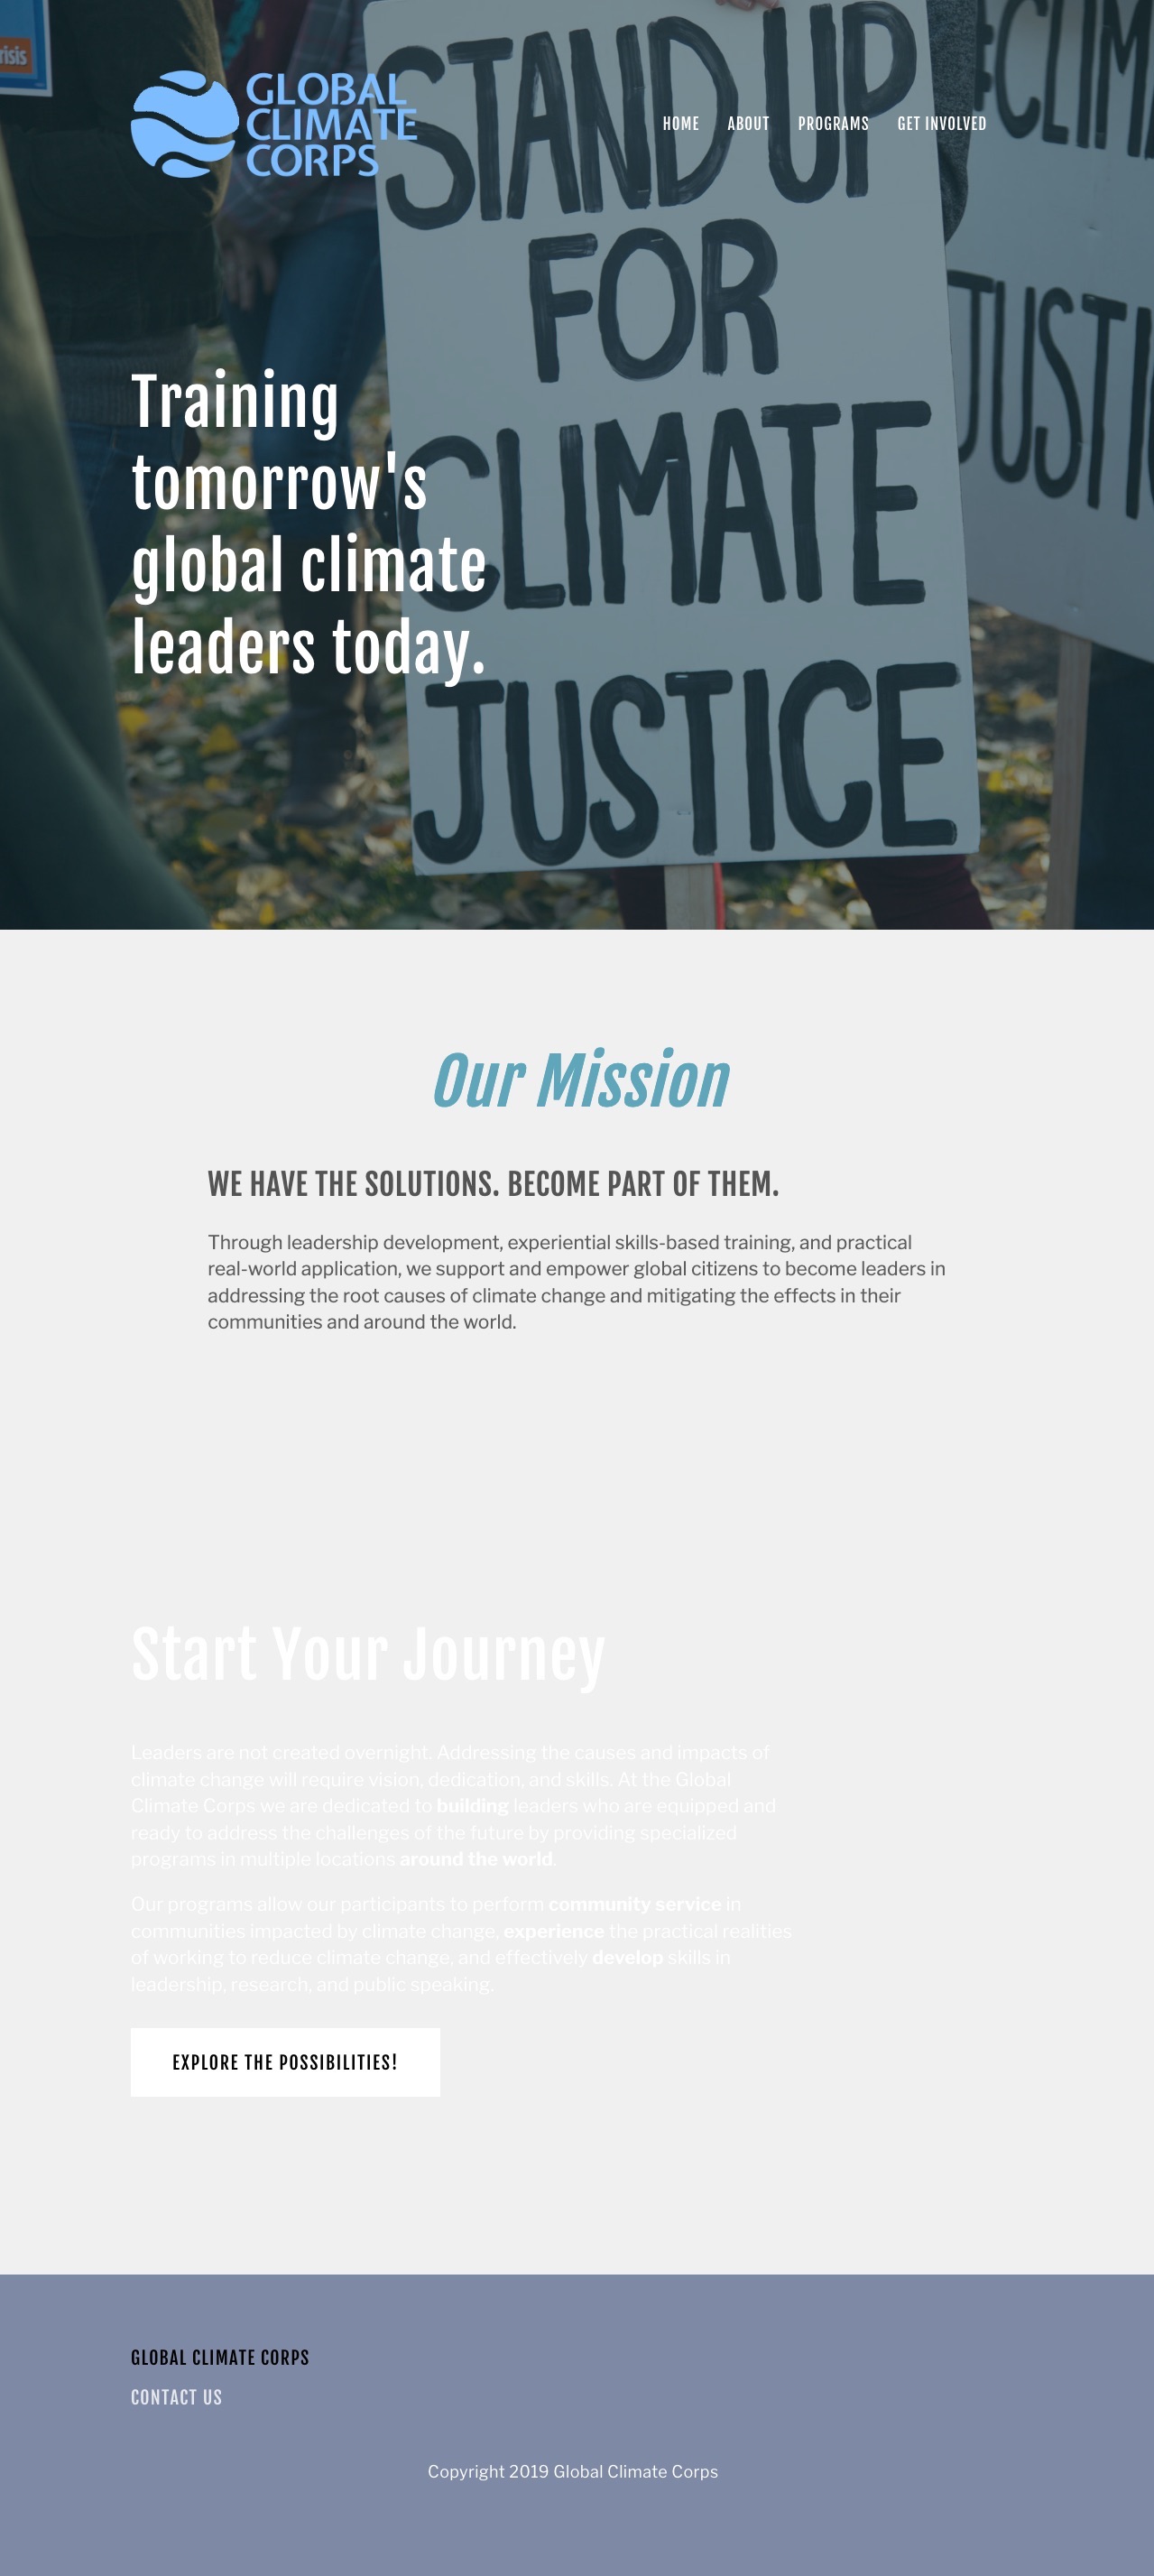 risis
STAND UP
FOR
CLIMATE
JUSTICE
GLOBAL
CLIMATE
CORPS
HOME ABOUT PROGRAMS GET INVOLVED
Training
tomorrow's
global climate
leaders today.
Our Mission
WE HAVE THE SOLUTIONS. BECOME PART OF THEM.
Through leadership development, experiential skills-based training, and practical
real-world application, we support and empower global citizens to become leaders in
addressing the root causes of climate change and mitigating the effects in their
communities and around the world.
Start Your Journey
Leaders are not created overnight. Addressing the causes and impacts of
climate change will require vision, dedication, and skills. At the Global
Climate Corps we are dedicated to building leaders who are equipped and
ready to address the challenges of the future by providing specialized
programs in multiple locations around the world.
Our programs allow our participants to perform community service in
communities impacted by climate change, experience the practical realities
of working to reduce climate change, and effectively develop skills in
leadership, research, and public speaking.
EXPLORE THE POSSIBILITIES!
GLOBAL CLIMATE CORPS
CONTACT US
Copyright 2019 Global Climate Corps